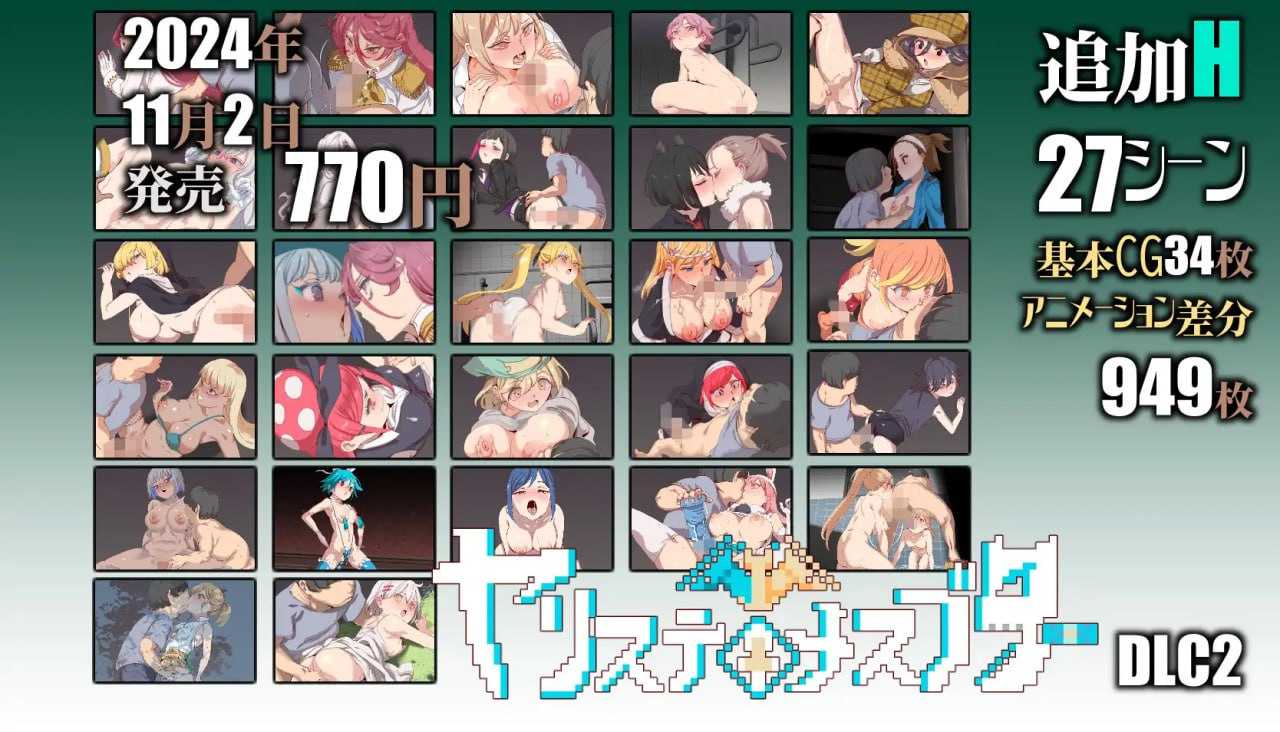 2024年
11月2日
発売
770円
追加H
27シーン
基本CG34枚
アニメーション差分
949枚
ヤリステメスブター
DLC2